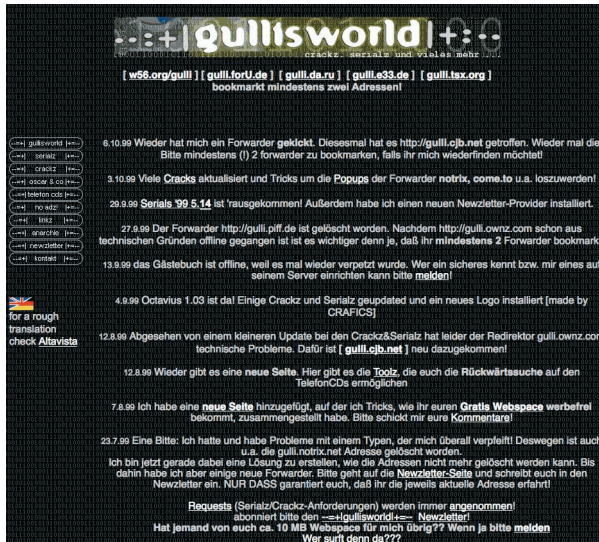 --:+|gullisworld|+:--
crackz, serialz und vieles mehr ...
[ w56.org/gulli ] [ gulli.forU.de ] [ gulli.da.ru ] [ gulli.e33.de ] [ gulli.tsx.org ]
bookmarkt mindestens zwei Adressen!
--=+| gullisworld |+=--
--=+| serialz |+=--
--=+| crackz |+=--
--=+| oscar & co |+=--
--=+| telefon cds |+=--
--=+| no adz! |+=--
--=+| linkz |+=--
--=+| anarchie |+=--
--=+| newzletter |+=--
--=+| kontakt |+=--
for a rough
translation
check Altavista
6.10.99 Wieder hat mich ein Forwarder gekickt. Diesesmal hat es http://gulli.cjb.net getroffen. Wieder mal die
Bitte mindestens (!) 2 forwarder zu bookmarken, falls ihr mich wiederfinden möchtet!
3.10.99 Viele Cracks aktualisiert und Tricks um die Popups der Forwarder notrix, come.to u.a. loszuwerden!
29.9.99 Serials '99 5.14 ist 'rausgekommen! Außerdem habe ich einen neuen Newzletter-Provider installiert.
27.9.99 Der Forwarder http://gulli.piff.de ist gelöscht worden. Nachdem http://gulli.ownz.com schon aus
technischen Gründen offline gegangen ist ist es wichtiger denn je, daß ihr mindestens 2 Forwarder bookmark
13.9.99 das Gästebuch ist offline, weil es mal wieder verpetzt wurde. Wer ein sicheres kennt bzw. mir eines auf
seinem Server einrichten kann bitte melden!
4.9.99 Octavius 1.03 ist da! Einige Crackz und Serialz geupdated und ein neues Logo installiert [made by
CRAFICS]
12.8.99 Abgesehen von einem kleineren Update bei den Crackz&Serialz hat leider der Redirektor gulli.ownz.com
technische Probleme. Dafür ist [ gulli.cjb.net ] neu dazugekommen!
12.8.99 Wieder gibt es eine neue Seite. Hier gibt es die Toolz, die euch die Rückwärtssuche auf den
TelefonCDs ermöglichen
7.8.99 Ich habe eine neue Seite hinzugefügt, auf der ich Tricks, wie ihr euren Gratis Webspace werbefrei
bekommt, zusammengestellt habe. Bitte schickt mir eure Kommentare!
23.7.99 Eine Bitte: Ich hatte und habe Probleme mit einem Typen, der mich überall verpfeift! Deswegen ist auch
u.a. die gulli.notrix.net Adresse gelöscht worden.
Ich bin jetzt gerade dabei eine Lösung zu erstellen, wie die Adressen nicht mehr gelöscht werden kann. Bis
dahin habe ich aber einige neue Forwarder. Bitte geht auf die Newzletter-Seite und schreibt euch in den
Newzletter ein. NUR DASS garantiert euch, daß ihr die jeweils aktuelle Adresse erfahrt!
Requests (Serialz/Crackz-Anforderungen) werden immer angenommen!
abonniert bitte den --=+|gullisworld|+=-- Newzletter!
Hat jemand von euch ca. 10 MB Webspace für mich übrig?? Wenn ja bitte melden
Wer surft denn da???